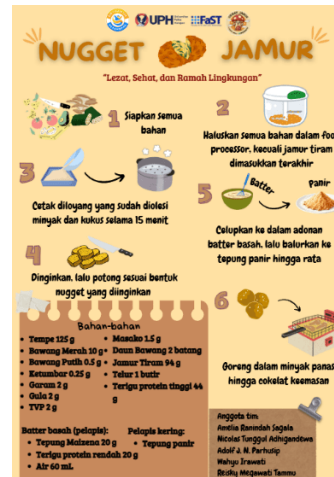 UPH
FaST
NUGGET JAMUR
"Lezat, Sehat, dan Ramah Lingkungan"
1 Siapkan semua
bahan
2
Haluskan semua bahan dalam foo
processor, kecuali jamur tiram
dimasukkan terakhir
3
Cetak diloyang yang sudah diolesi
minyak dan kukus selama 15 menit
4
Dinginkan, lalu potong sesuai bentuk
nugget yang diinginkan
5
Batter
Panir
Celupkan ke dalam adonan
batter basah, lalu balurkan ke
tepung panir hingga rata
6
Goreng dalam minyak panas
hingga cokelat keemasan
Bahan-bahan
Tempe 125 g
Bawang Merah 10 g
Bawang Putih 0.5 g
Ketumbar 0.25 g
Garam 2 g
Gula 2 g
TVP 2 g
Masako 1.5 g
Daun Bawang 2 batang
Jamur Tiram 94 g
Telur 1 butir
Terigu protein tinggi 44
g
Batter basah (pelapis):
Tepung Maizena 20 g
Terigu protein rendah 20 g
Air 60 mL
Pelapis kering:
Tepung panir
Anggota tim
Amelia Ranindah Sagala
Nicolas Tunggol Adhigandewa
Adolf J. N. Parhusip
Wahyu Irawati
Reisky Megawati Tammu